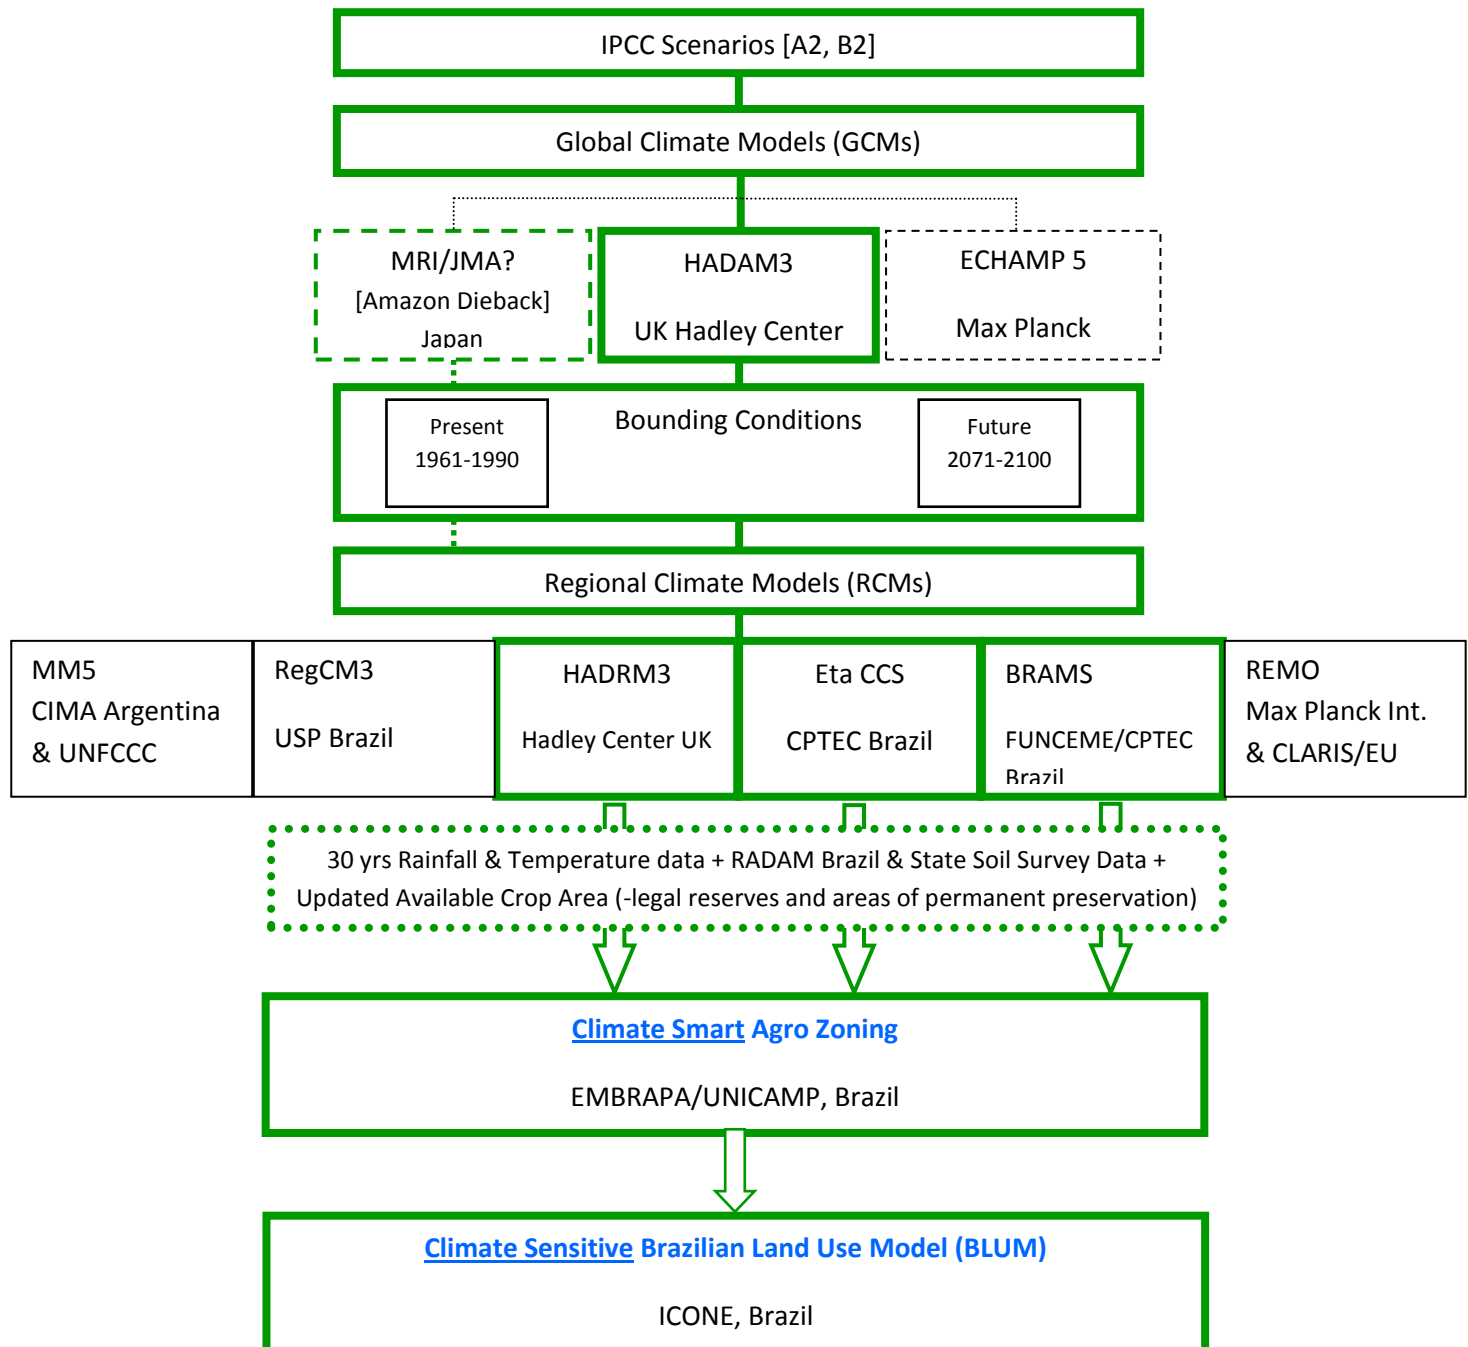 IPCC Scenarios [A2, B2]
Global Climate Models (GCMs)
MRI/JMA?
[Amazon Dieback]
Japan
HADAM3
UK Hadley Center
ECHAMP 5
Max Planck
Bounding Conditions
Present
1961-1990
Future
2071-2100
Regional Climate Models (RCMs)
MM5
CIMA Argentina
& UNFCCC
RegCM3
USP Brazil
HADRM3
Hadley Center UK
Eta CCS
CPTEC Brazil
BRAMS
FUNCEME/CPTEC
Brazil
REMO
Max Planck Int.
& CLARIS/EU
30 yrs Rainfall & Temperature data + RADAM Brazil & State Soil Survey Data +
Updated Available Crop Area (-legal reserves and areas of permanent preservation)
Climate Smart Agro Zoning
EMBRAPA/UNICAMP, Brazil
Climate Sensitive Brazilian Land Use Model (BLUM)
ICONE, Brazil